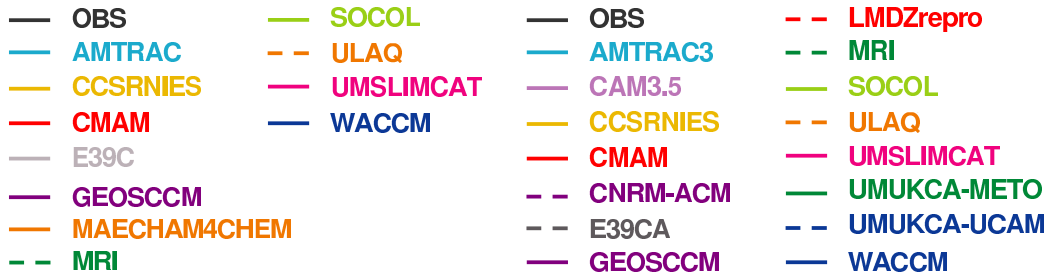 OBS
AMTRAC
CCSRNIES
CMAM
E39C
GEOSCCM
MAECHAM4CHEM
MRI
SOCOL
ULAQ
UMSLIMCAT
WACCM
OBS
AMTRAC3
CAM3.5
CCSRNIES
CMAM
CNRM-ACM
E39CA
GEOSCCM
LMDZrepro
MRI
SOCOL
ULAQ
UMSLIMCAT
UMUKCA-METO
UMUKCA-UCAM
WACCM